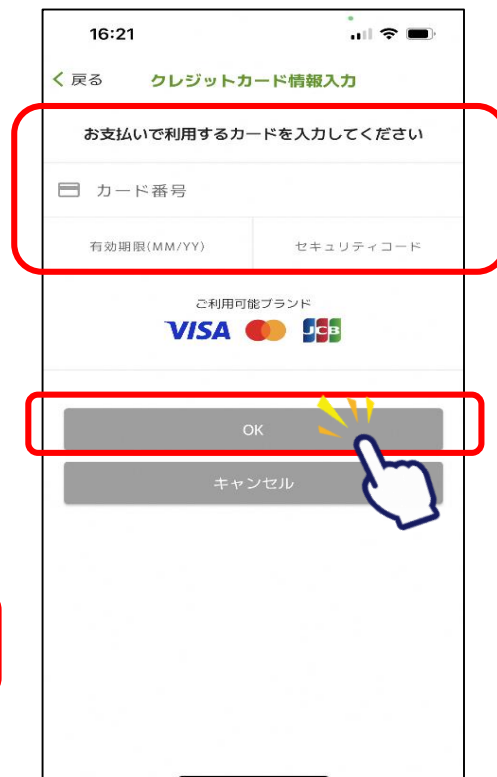 16:21
戻る クレジットカード情報入力
お支払いで利用するカードを入力してください
カード番号
有効期限(MM/YY) セキュリティコード
ご利用可能ブランド
VISA JCB
OK
キャンセル